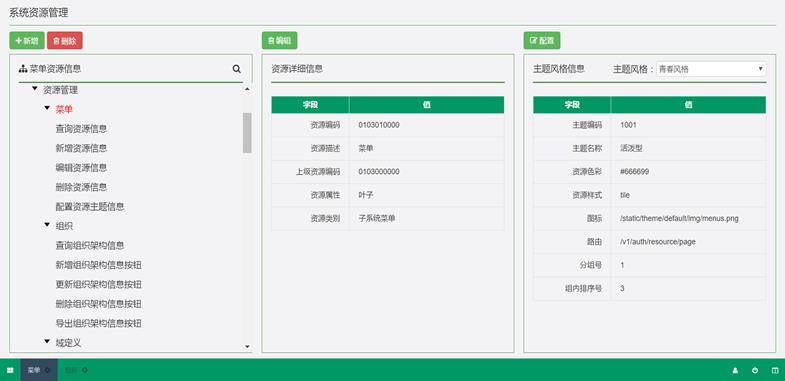 系统资源管理
新增 删除
编辑
配置
菜单资源信息
资源管理
菜单
查询资源信息
新增资源信息
编辑资源信息
删除资源信息
配置资源主题信息
组织
查询组织架构信息
新增组织架构信息按钮
更新组织架构信息按钮
删除组织架构信息按钮
导出组织架构信息按钮
域定义
资源详细信息
字段 值
资源编码 0103010000
资源描述 菜单
上级资源编码 0103000000
资源属性 叶子
资源类别 子系统菜单
主题风格信息 主题风格：青春风格
字段 值
主题编码 1001
主题名称 活泼型
资源色彩 #666699
资源样式 tile
图标 /static/theme/default/img/menus.png
路由 /v1/auth/resource/page
分组号 1
组内排序号 3
菜单